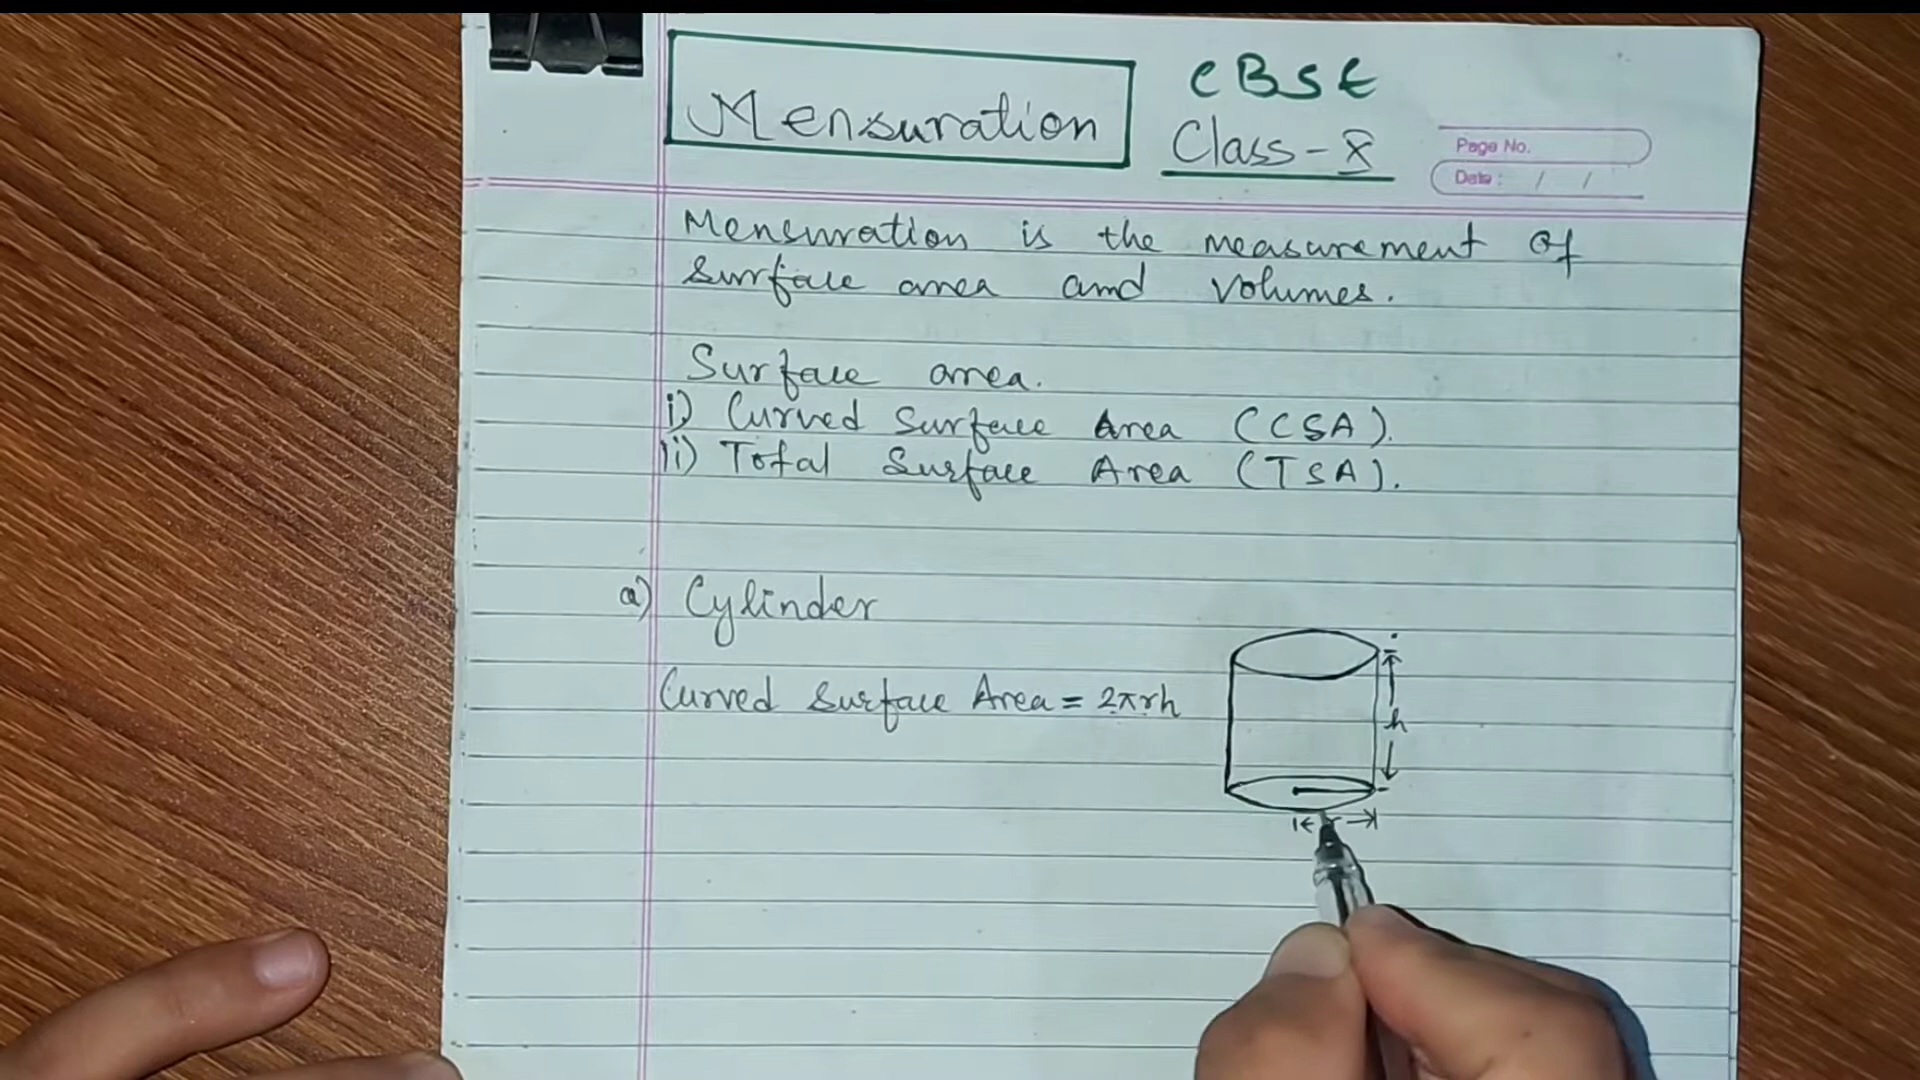 Mensuration
CBSE
Class-X
Page No.
Date: / /
Mensuration is the measurement of
surface area and volumes.
Surface area.
i) Curved Surface Area (CSA).
ii) Total Surface Area (TSA).
a) Cylinder
Curved Surface Area = 2πrh
h